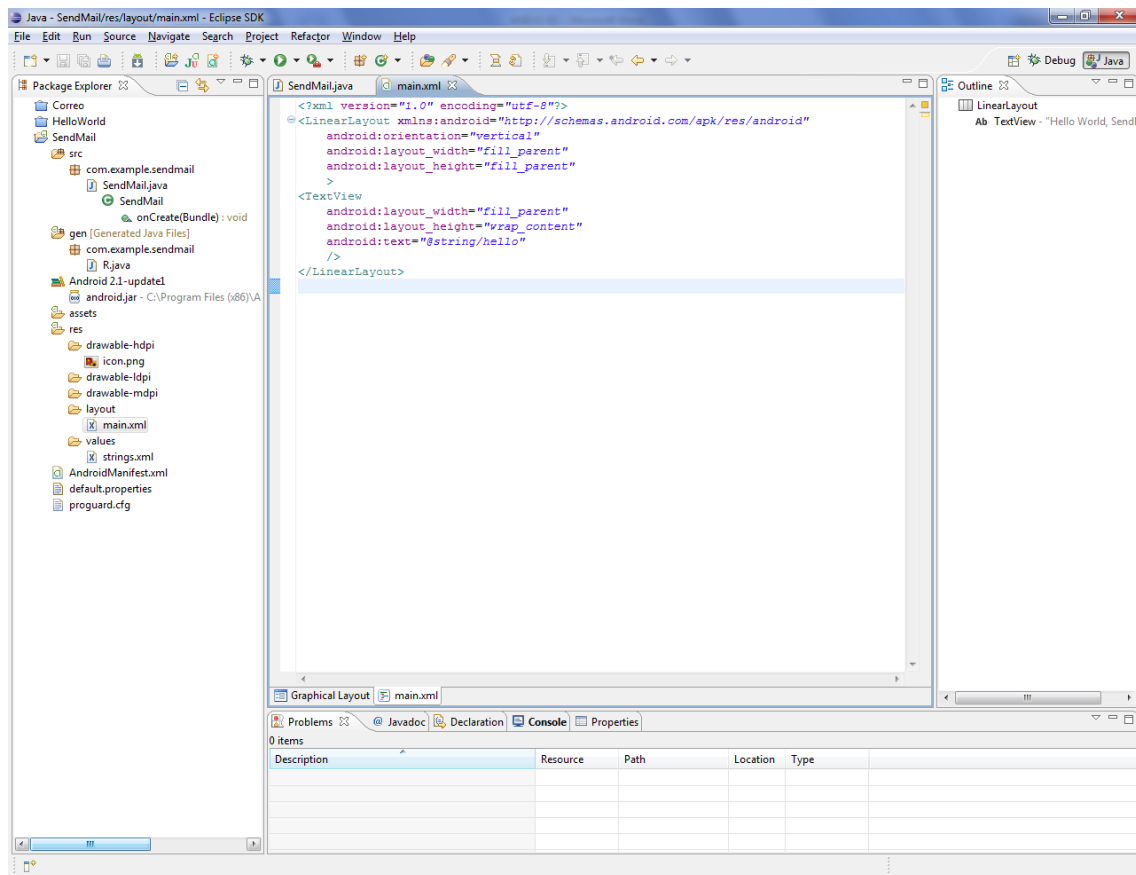 Java - SendMail/res/layout/main.xml - Eclipse SDK
File Edit Run Source Navigate Search Project Refactor Window Help
Debug Java
Package Explorer
Correo
HelloWorld
SendMail
src
com.example.sendmail
SendMail.java
SendMail
onCreate(Bundle) : void
gen [Generated Java Files]
com.example.sendmail
R.java
Android 2.1-update1
android.jar - C:\Program Files (x86)\A
assets
res
drawable-hdpi
icon.png
drawable-ldpi
drawable-mdpi
layout
main.xml
values
strings.xml
AndroidManifest.xml
default.properties
proguard.cfg
SendMail.java main.xml
<?xml version="1.0" encoding="utf-8"?>
<LinearLayout xmlns:android="http://schemas.android.com/apk/res/android"
android:orientation="vertical"
android:layout_width="fill_parent"
android:layout_height="fill_parent"
>
<TextView
android:layout_width="fill_parent"
android:layout_height="wrap_content"
android:text="@string/hello"
/>
</LinearLayout>
Graphical Layout main.xml
Outline
LinearLayout
Ab TextView - "Hello World, Send
Problems @ Javadoc Declaration Console Properties
0 items
Description Resource Path Location Type